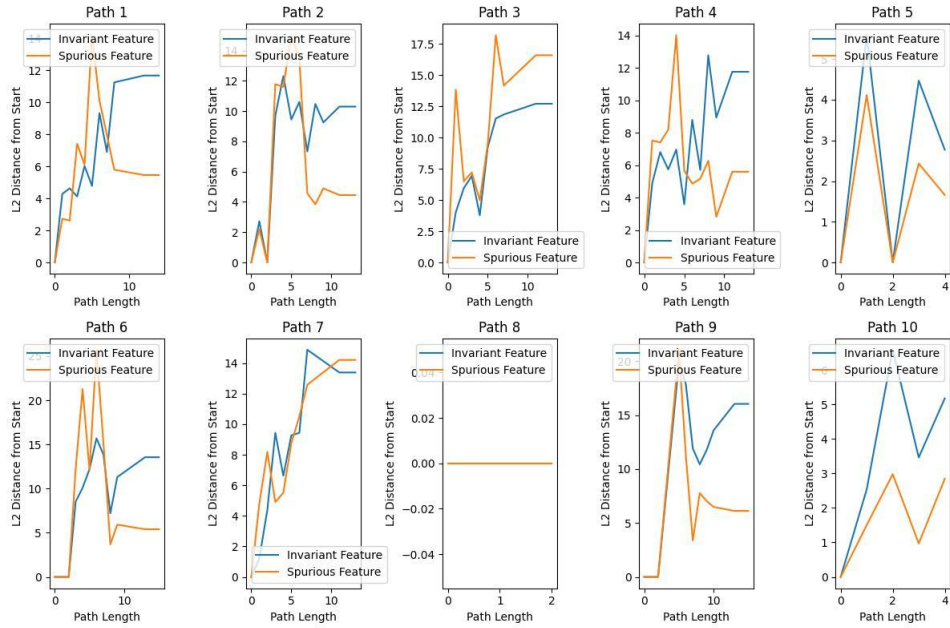 Path 1
14
12
10
8
6
4
2
0
0
10
L2 Distance from Start
Path Length
Invariant Feature
Spurious Feature
Path 2
14
12
10
8
6
4
2
0
0
5
10
L2 Distance from Start
Path Length
Invariant Feature
Spurious Feature
Path 3
17.5
15.0
12.5
10.0
7.5
5.0
2.5
0.0
0
10
L2 Distance from Start
Path Length
Invariant Feature
Spurious Feature
Path 4
14
12
10
8
6
4
2
0
0
5
10
L2 Distance from Start
Path Length
Invariant Feature
Spurious Feature
Path 5
5
4
3
2
1
0
0
2
4
L2 Distance from Start
Path Length
Invariant Feature
Spurious Feature
Path 6
25
20
15
10
5
0
0
10
L2 Distance from Start
Path Length
Invariant Feature
Spurious Feature
Path 7
14
12
10
8
6
4
2
0
0
5
10
L2 Distance from Start
Path Length
Invariant Feature
Spurious Feature
Path 8
0.04
0.02
0.00
−0.02
−0.04
0
1
2
L2 Distance from Start
Path Length
Invariant Feature
Spurious Feature
Path 9
20
15
10
5
0
0
10
L2 Distance from Start
Path Length
Invariant Feature
Spurious Feature
Path 10
6
5
4
3
2
1
0
0
2
4
L2 Distance from Start
Path Length
Invariant Feature
Spurious Feature